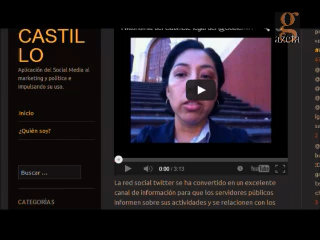 CASTIL
LO
Aplicación del Social Media al
marketing y política e
impulsando su uso.
Inicio
¿Quién soy?
Buscar ...
CATEGORÍAS
g
0:00 / 3:13
YouTube
La red social twitter se ha convertido en un excelente
canal de información para que los servidores públicos
informen sobre sus actividades y se relacionen con los